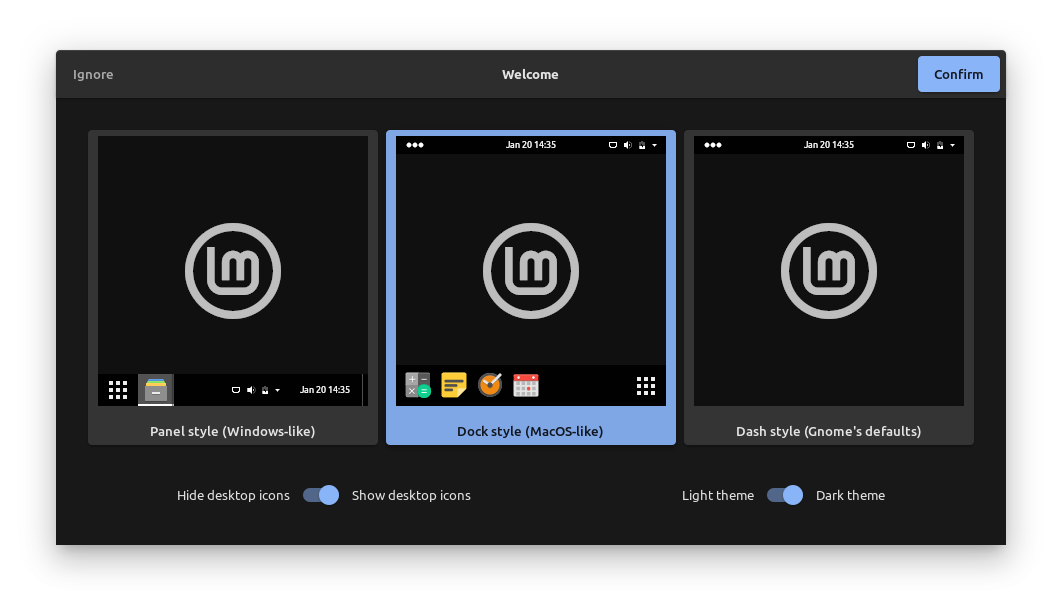 Ignore
Welcome
Confirm
Jan 20 14:35
Jan 20 14:35
Jan 20 14:35
Panel style (Windows-like)
Dock style (MacOS-like)
Dash style (Gnome's defaults)
Hide desktop icons
Show desktop icons
Light theme
Dark theme